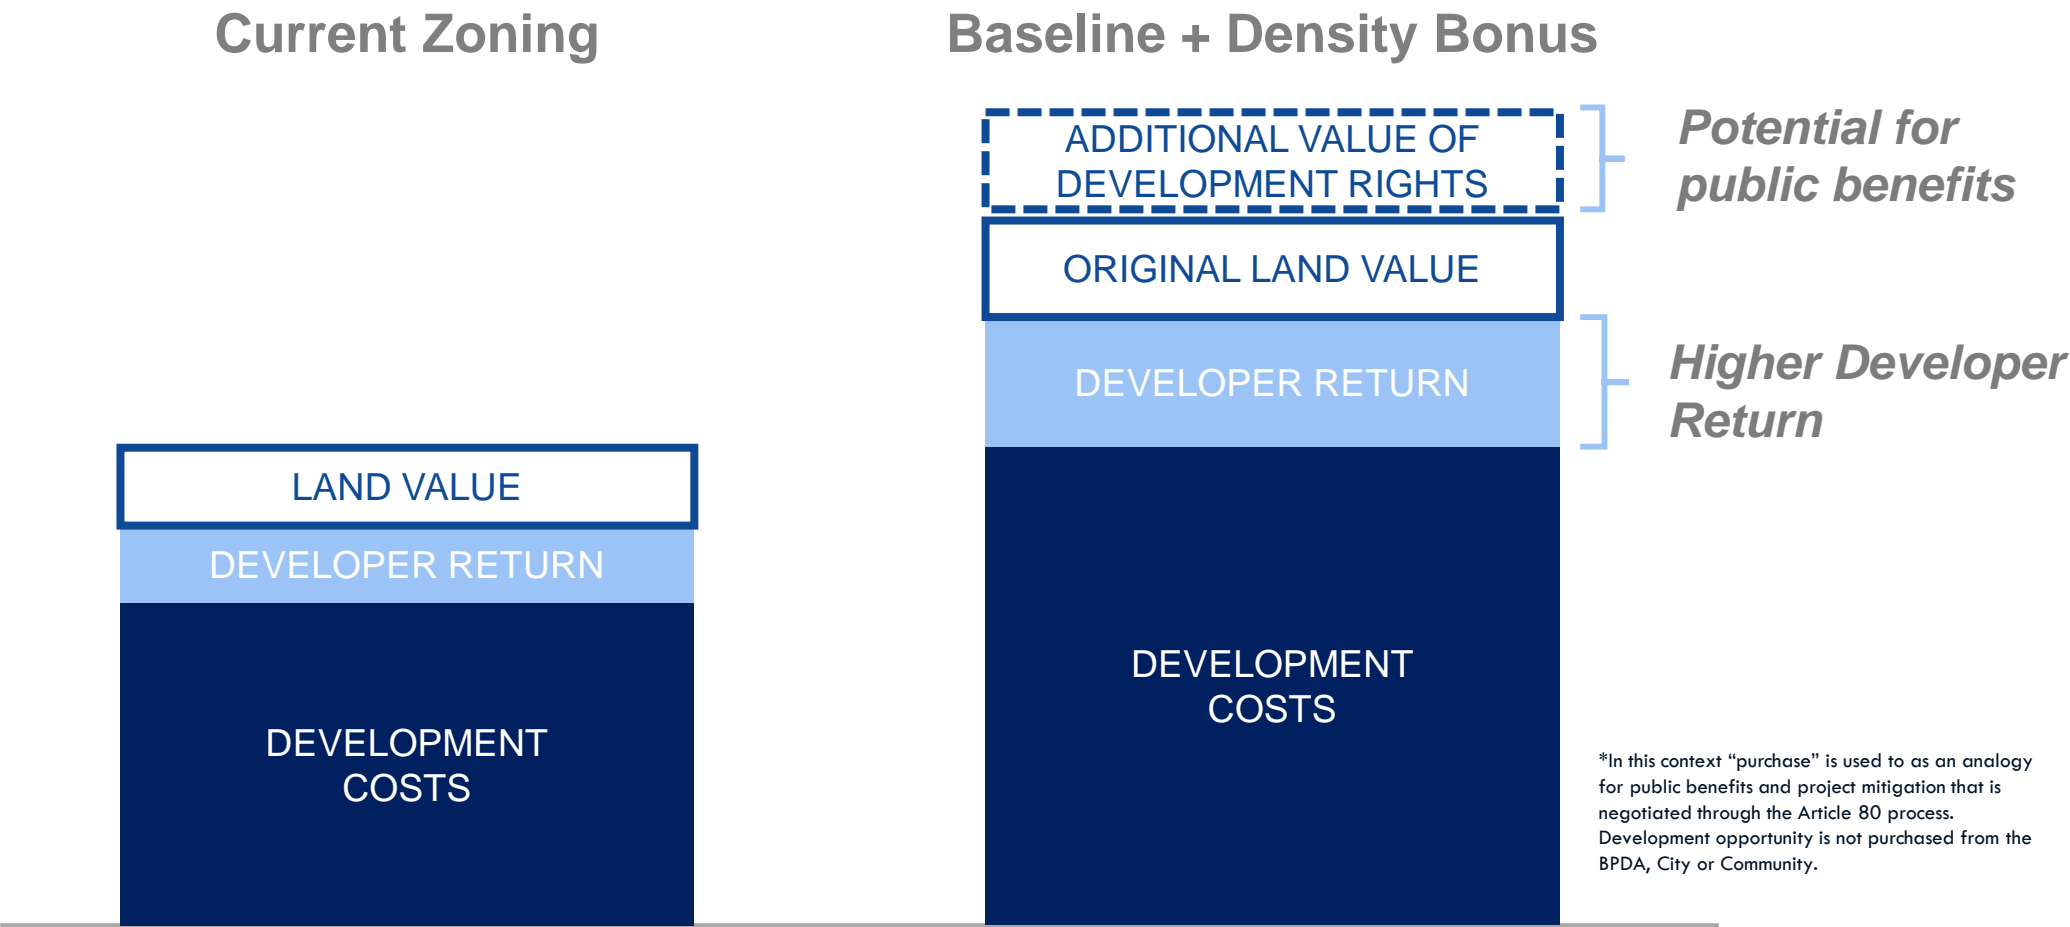 Current Zoning
Baseline + Density Bonus
LAND VALUE
DEVELOPER RETURN
DEVELOPMENT
COSTS
ADDITIONAL VALUE OF
DEVELOPMENT RIGHTS
ORIGINAL LAND VALUE
DEVELOPER RETURN
DEVELOPMENT
COSTS
Potential for
public benefits
Higher Developer
Return
*In this context “purchase” is used to as an analogy
for public benefits and project mitigation that is
negotiated through the Article 80 process.
Development opportunity is not purchased from the
BPDA, City or Community.